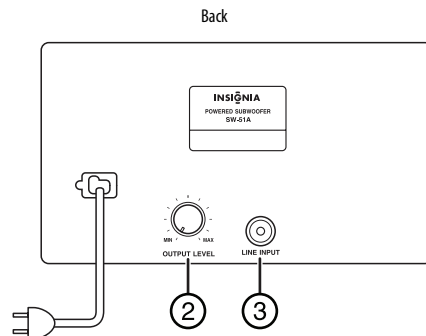 Back
INSIGNIA
POWERED SUBWOOFER
SW-51A
MIN MAX
OUTPUT LEVEL
LINE INPUT
2
3